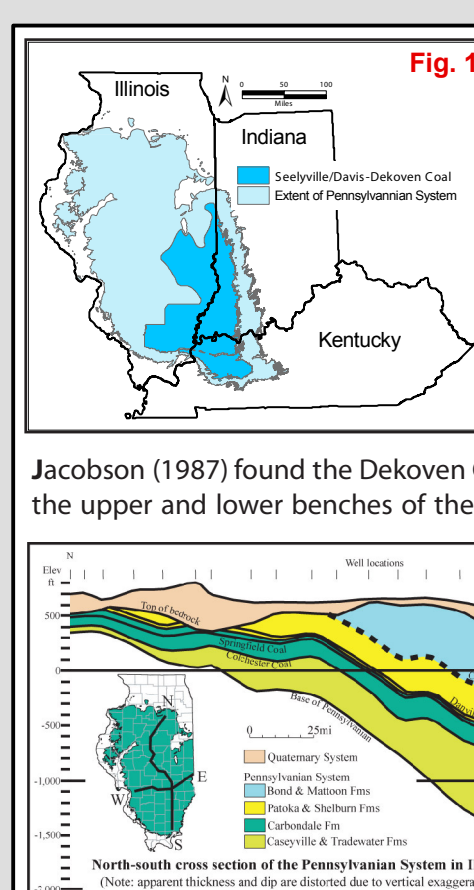 Fig. 1
Illinois
N
0 50 100
Miles
Indiana
Seelyville/Davis-Dekoven Coal
Extent of Pennsylvannian System
Kentucky
Jacobson (1987) found the Dekoven
the upper and lower benches of the
N
Elev
ft
Well locations
500
Top of bedrock
Springfield Coal
Colchester Coal
0
Base of Pennsylvanian
-500
N
0 25mi
W
E
S
Quaternary System
Pennsylvanian System
-1,000
Bond & Mattoon Fms
Patoka & Shelburn Fms
Carbondale Fm
-1,500
Caseyville & Tradewater Fms
North-south cross section of the Pennsylvanian System in
(Note: apparent thickness and dip are distorted due to vertical